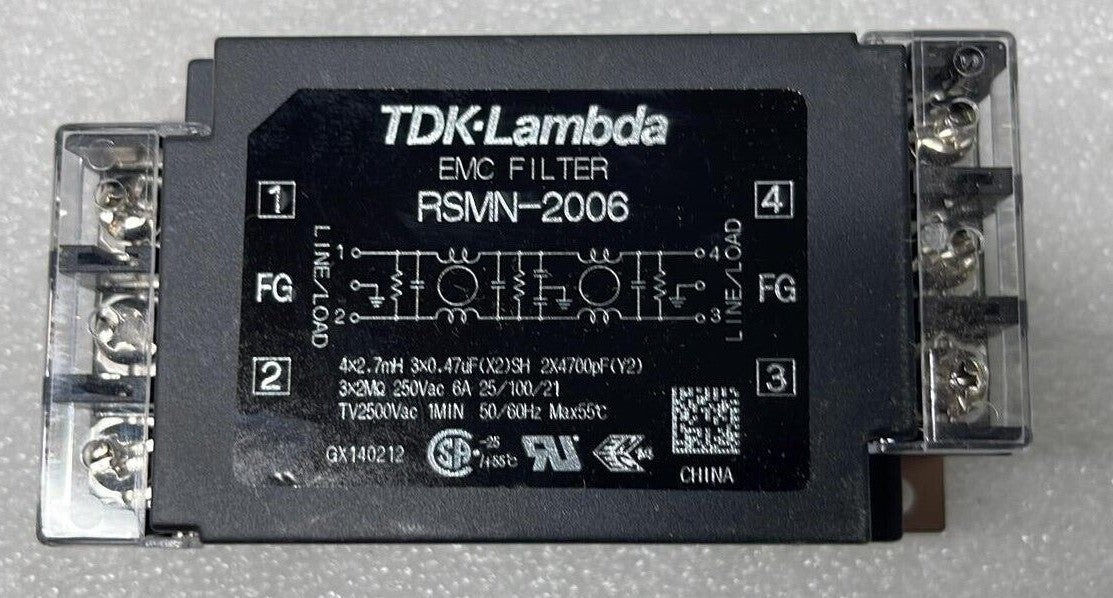 TDK·Lambda
EMC FILTER
RSMN-2006
1
4
FG
FG
2
3
LINE/LOAD
LINE/LOAD
1
4
2
3
4×2.7mH 3×0.47uF(X2)SH 2X4700pF(Y2)
3×2MΩ 250Vac 6A 25/100/21
TV2500Vac 1MIN 50/60Hz Max55℃
GX140212
-25
/+55℃
CHINA